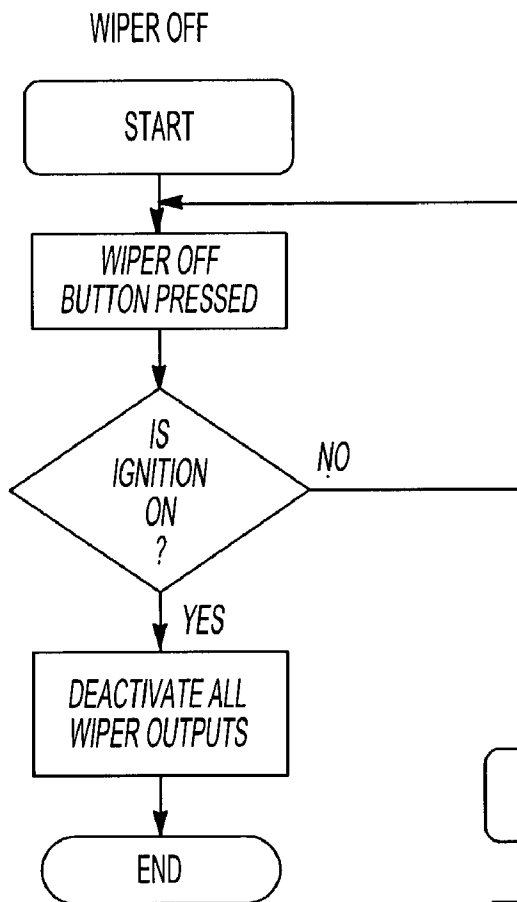 WIPER OFF
START
WIPER OFF
BUTTON PRESSED
IS
IGNITION
ON
?
NO
YES
DEACTIVATE ALL
WIPER OUTPUTS
END